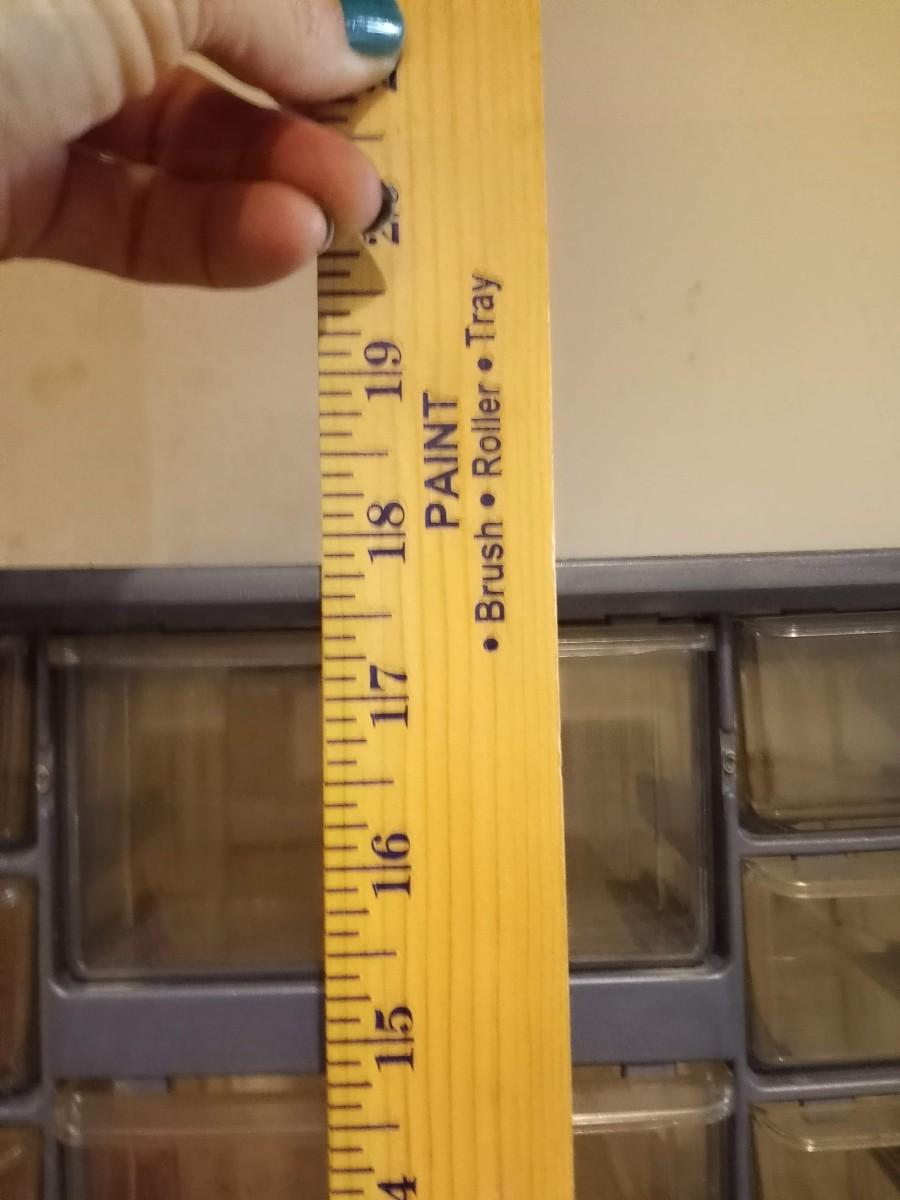 PAINT
• Brush • Roller • Tray
19
18
17
16
15